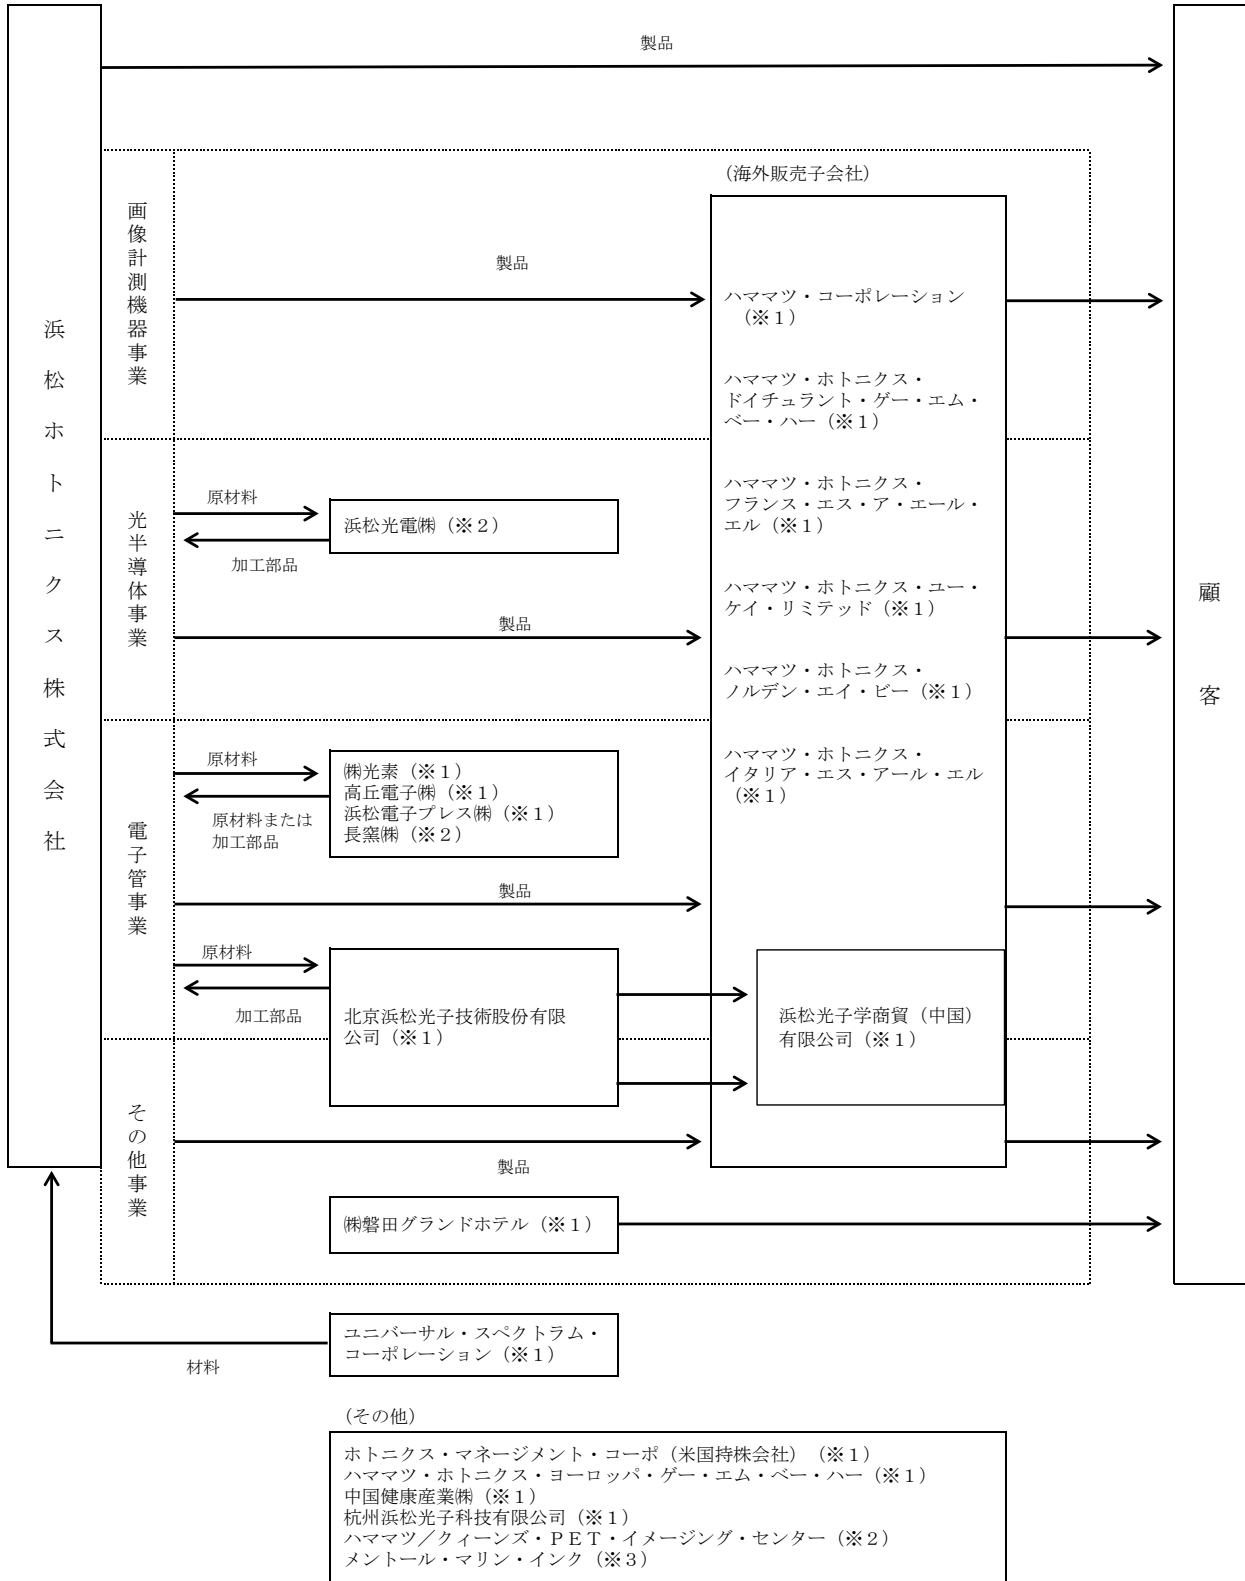 製品
浜松ホトニクス株式会社
顧客
画像計測機器事業
製品
(海外販売子会社)
ハママツ・コーポレーション
(※1)
ハママツ・ホトニクス・
ドイチュラント・ゲー・エム・
ベー・ハー(※1)
ハママツ・ホトニクス・
フランス・エス・ア・エール・
エル(※1)
ハママツ・ホトニクス・ユー・
ケイ・リミテッド(※1)
ハママツ・ホトニクス・
ノルデン・エイ・ビー(※1)
ハママツ・ホトニクス・
イタリア・エス・アール・エル
(※1)
光半導体事業
原材料
浜松光電㈱(※2)
加工部品
製品
電子管事業
原材料
㈱光素(※1)
高丘電子㈱(※1)
浜松電子プレス㈱(※1)
長窯㈱(※2)
原材料または
加工部品
製品
原材料
加工部品
北京浜松光子技術股份有限
公司(※1)
浜松光子学商貿(中国)
有限公司(※1)
その他事業
製品
㈱磐田グランドホテル(※1)
ユニバーサル・スペクトラム・
コーポレーション(※1)
材料
(その他)
ホトニクス・マネージメント・コーポ(米国持株会社)(※1)
ハママツ・ホトニクス・ヨーロッパ・ゲー・エム・ベー・ハー(※1)
中国健康産業㈱(※1)
杭州浜松光子科技有限公司(※1)
ハママツ/クィーンズ・PET・イメージング・センター(※2)
メントール・マリン・インク(※3)